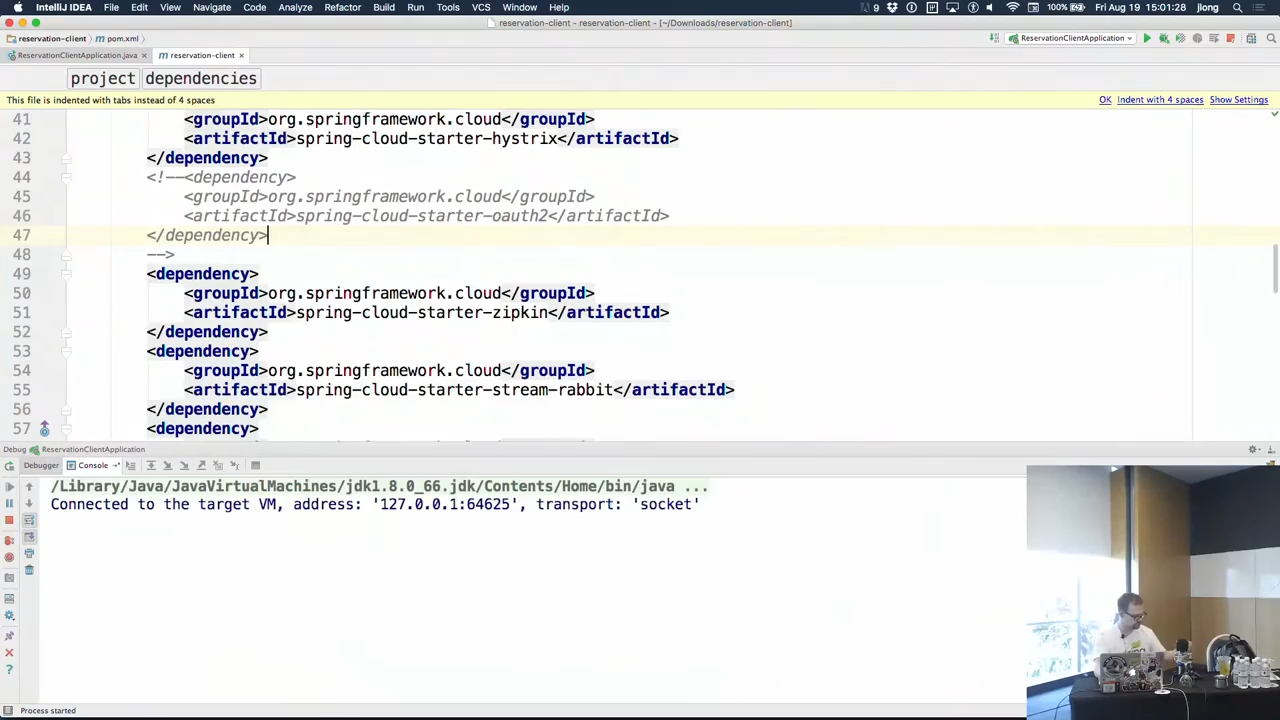 IntelliJ IDEA File Edit View Navigate Code Analyze Refactor Build Run Tools VCS Window Help 9 100% Fri Aug 19 15:01:28 jlong
reservation-client - reservation-client - [~/Downloads/reservation-client]
reservation-client pom.xml ReservationClientApplication
ReservationClientApplication.java reservation-client
project dependencies
This file is indented with tabs instead of 4 spaces OK Indent with 4 spaces Show Settings
41 <groupId>org.springframework.cloud</groupId>
42 <artifactId>spring-cloud-starter-hystrix</artifactId>
43 </dependency>
44 <!--<dependency>
45 <groupId>org.springframework.cloud</groupId>
46 <artifactId>spring-cloud-starter-oauth2</artifactId>
47 </dependency>
48 -->
49 <dependency>
50 <groupId>org.springframework.cloud</groupId>
51 <artifactId>spring-cloud-starter-zipkin</artifactId>
52 </dependency>
53 <dependency>
54 <groupId>org.springframework.cloud</groupId>
55 <artifactId>spring-cloud-starter-stream-rabbit</artifactId>
56 </dependency>
57 <dependency>
Debug ReservationClientApplication
Debugger Console
/Library/Java/JavaVirtualMachines/jdk1.8.0_66.jdk/Contents/Home/bin/java ...
Connected to the target VM, address: '127.0.0.1:64625', transport: 'socket'
Process started